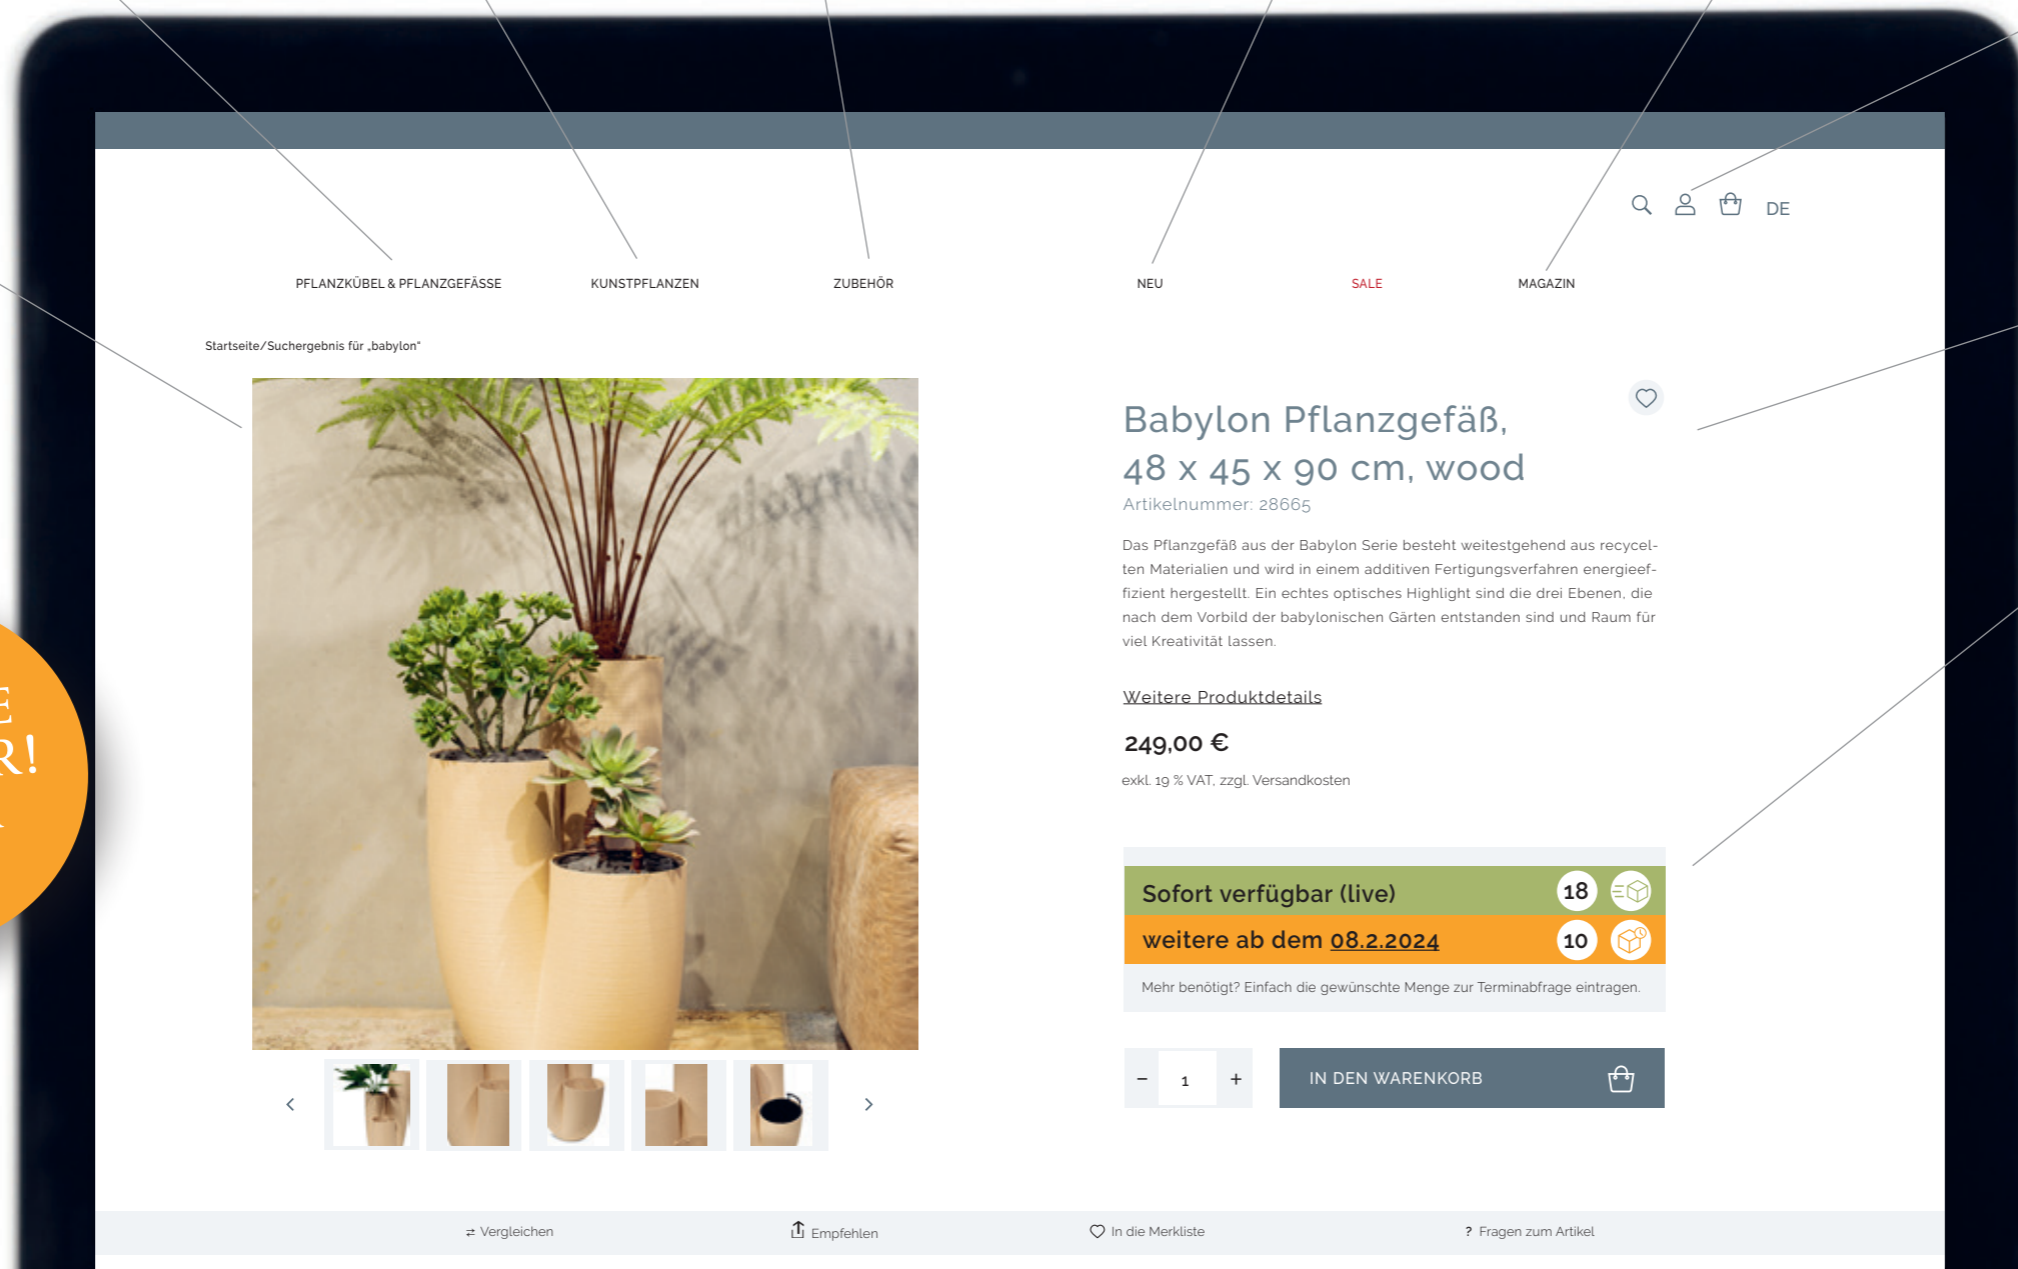 DE
PFLANZKÜBEL & PFLANZGEFÄSSE
KUNSTPFLANZEN
ZUBEHÖR
NEU
SALE
MAGAZIN
Startseite/Suchergebnis für „babylon“
Babylon Pflanzgefäß,
48 x 45 x 90 cm, wood
Artikelnummer: 28665
Das Pflanzgefäß aus der Babylon Serie besteht weitestgehend aus recycel-
ten Materialien und wird in einem additiven Fertigungsverfahren energieef-
fizient hergestellt. Ein echtes optisches Highlight sind die drei Ebenen, die
nach dem Vorbild der babylonischen Gärten entstanden sind und Raum für
viel Kreativität lassen.
Weitere Produktdetails
249,00 €
exkl. 19 % VAT, zzgl. Versandkosten
Sofort verfügbar (live) 18
weitere ab dem 08.2.2024 10
Mehr benötigt? Einfach die gewünschte Menge zur Terminabfrage eintragen.
− 1 +
IN DEN WARENKORB
Vergleichen
Empfehlen
In die Merkliste
? Fragen zum Artikel